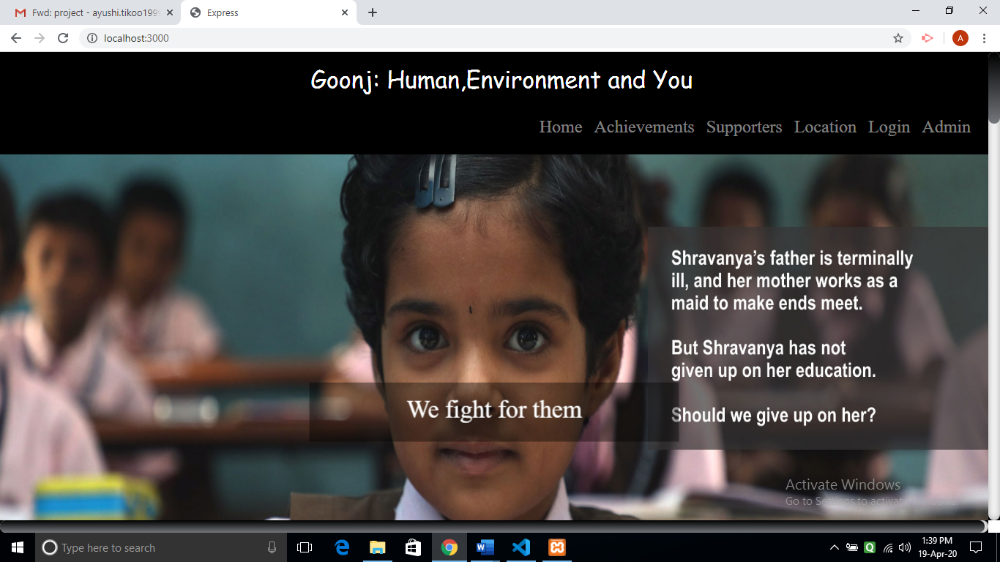 Fwd: project - ayushi.tikoo199
Express
localhost:3000
A
Goonj: Human,Environment and You
Home Achievements Supporters Location Login Admin
Shravanya’s father is terminally
ill, and her mother works as a
maid to make ends meet.
But Shravanya has not
given up on her education.
We fight for them
Should we give up on her?
Activate Windows
Go to Settings to activate
Type here to search
1:39 PM
19-Apr-20